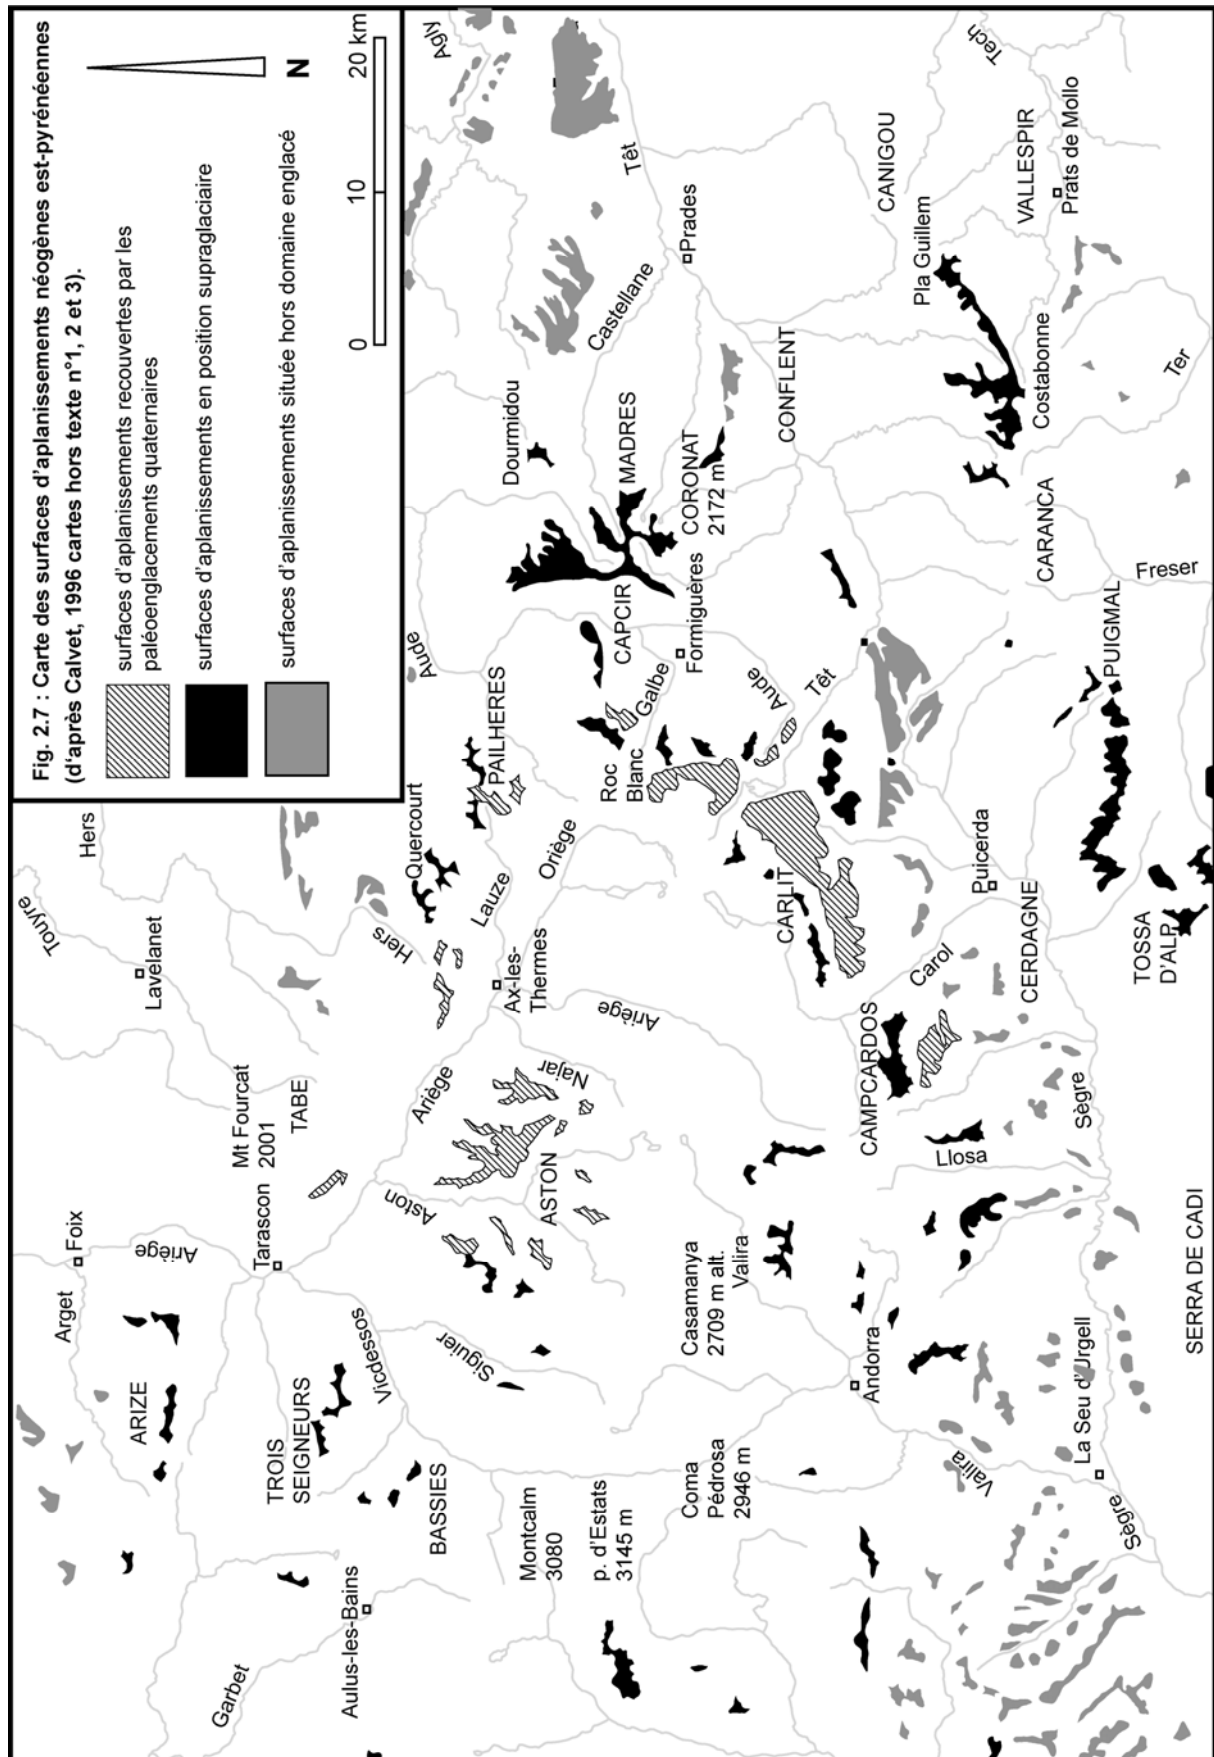 Fig. 2.7 : Carte des surfaces d'aplanissements néogènes est-pyrénéennes
(d'après Calvet, 1996 cartes hors texte n°1, 2 et 3).
surfaces d'aplanissements recouvertes par les
paléoenglacements quaternaires
surfaces d'aplanissement en position supraglaciaire
surfaces d'aplanissements située hors domaine englacé
N
0
10
20 km
Agly
Tech
Têt
Prades
CANIGOU
VALLESPIR
Prats de Mollo
Pla Guillem
Castellane
CONFLENT
Costabonne
Ter
Dourmidou
MADRES
CORONAT
2172 m
CARANCA
Freser
Aude
CAPCIR
Formiguères
Galbe
Aude
Têt
PUIGMAL
PAILHERES
Roc
Blanc
Hers
Quercourt
Oriège
Lauze
CARLIT
Puicerda
CERDAGNE
TOSSA
D'ALP
Touyre
Lavelanet
Hers
Ax-les-
Thermes
Ariège
Carol
CAMPCARDOS
Sègre
Mt Fourcat
2001
TABE
Ariège
Najar
ASTON
Aston
Llosa
SERRA DE CADI
Foix
Ariège
Tarascon
Arget
Vicdessos
Siguier
Casamanya
2709 m alt.
Valira
Andorra
La Seu d'Urgell
ARIZE
TROIS
SEIGNEURS
BASSIES
Coma
Pédrosa
2946 m
Valira
Sègre
Montcalm
3080
p. d'Estats
3145 m
Aulus-les-Bains
Garbet